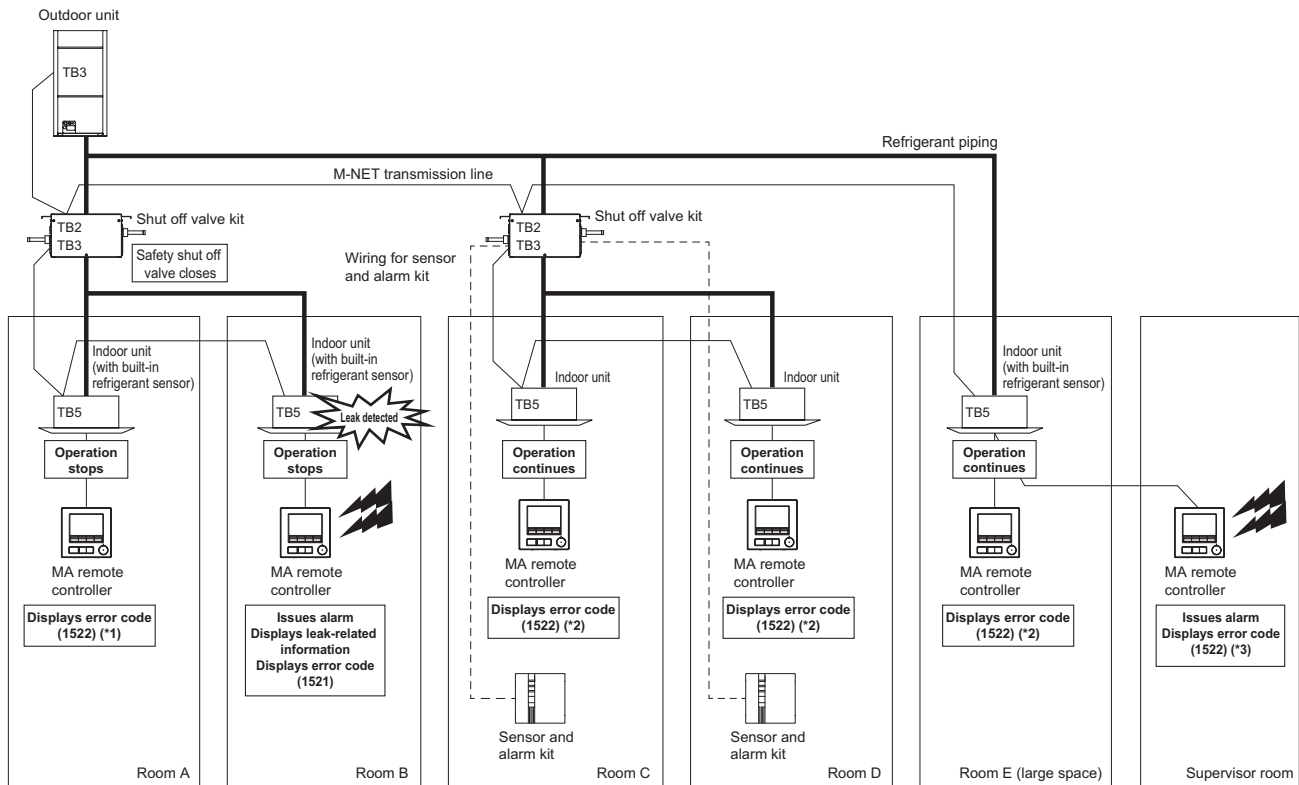 Outdoor unit
TB3
Refrigerant piping
M-NET transmission line
TB2
TB3
Shut off valve kit
Safety shut off
valve closes
Wiring for sensor
and alarm kit
TB2
TB3
Shut off valve kit
Indoor unit
(with built-in
refrigerant sensor)
TB5
Operation
stops
MA remote
controller
Displays error code
(1522) (*1)
Room A
Indoor unit
(with built-in
refrigerant sensor)
TB5
Leak detected
Operation
stops
MA remote
controller
Issues alarm
Displays leak-related
information
Displays error code
(1521)
Room B
Indoor unit
TB5
Operation
continues
MA remote
controller
Displays error code
(1522) (*2)
Sensor and
alarm kit
Room C
Indoor unit
TB5
Operation
continues
MA remote
controller
Displays error code
(1522) (*2)
Sensor and
alarm kit
Room D
Indoor unit
(with built-in
refrigerant sensor)
TB5
Operation
continues
MA remote
controller
Displays error code
(1522) (*2)
Room E (large space)
MA remote
controller
Issues alarm
Displays error code
(1522) (*3)
Supervisor room